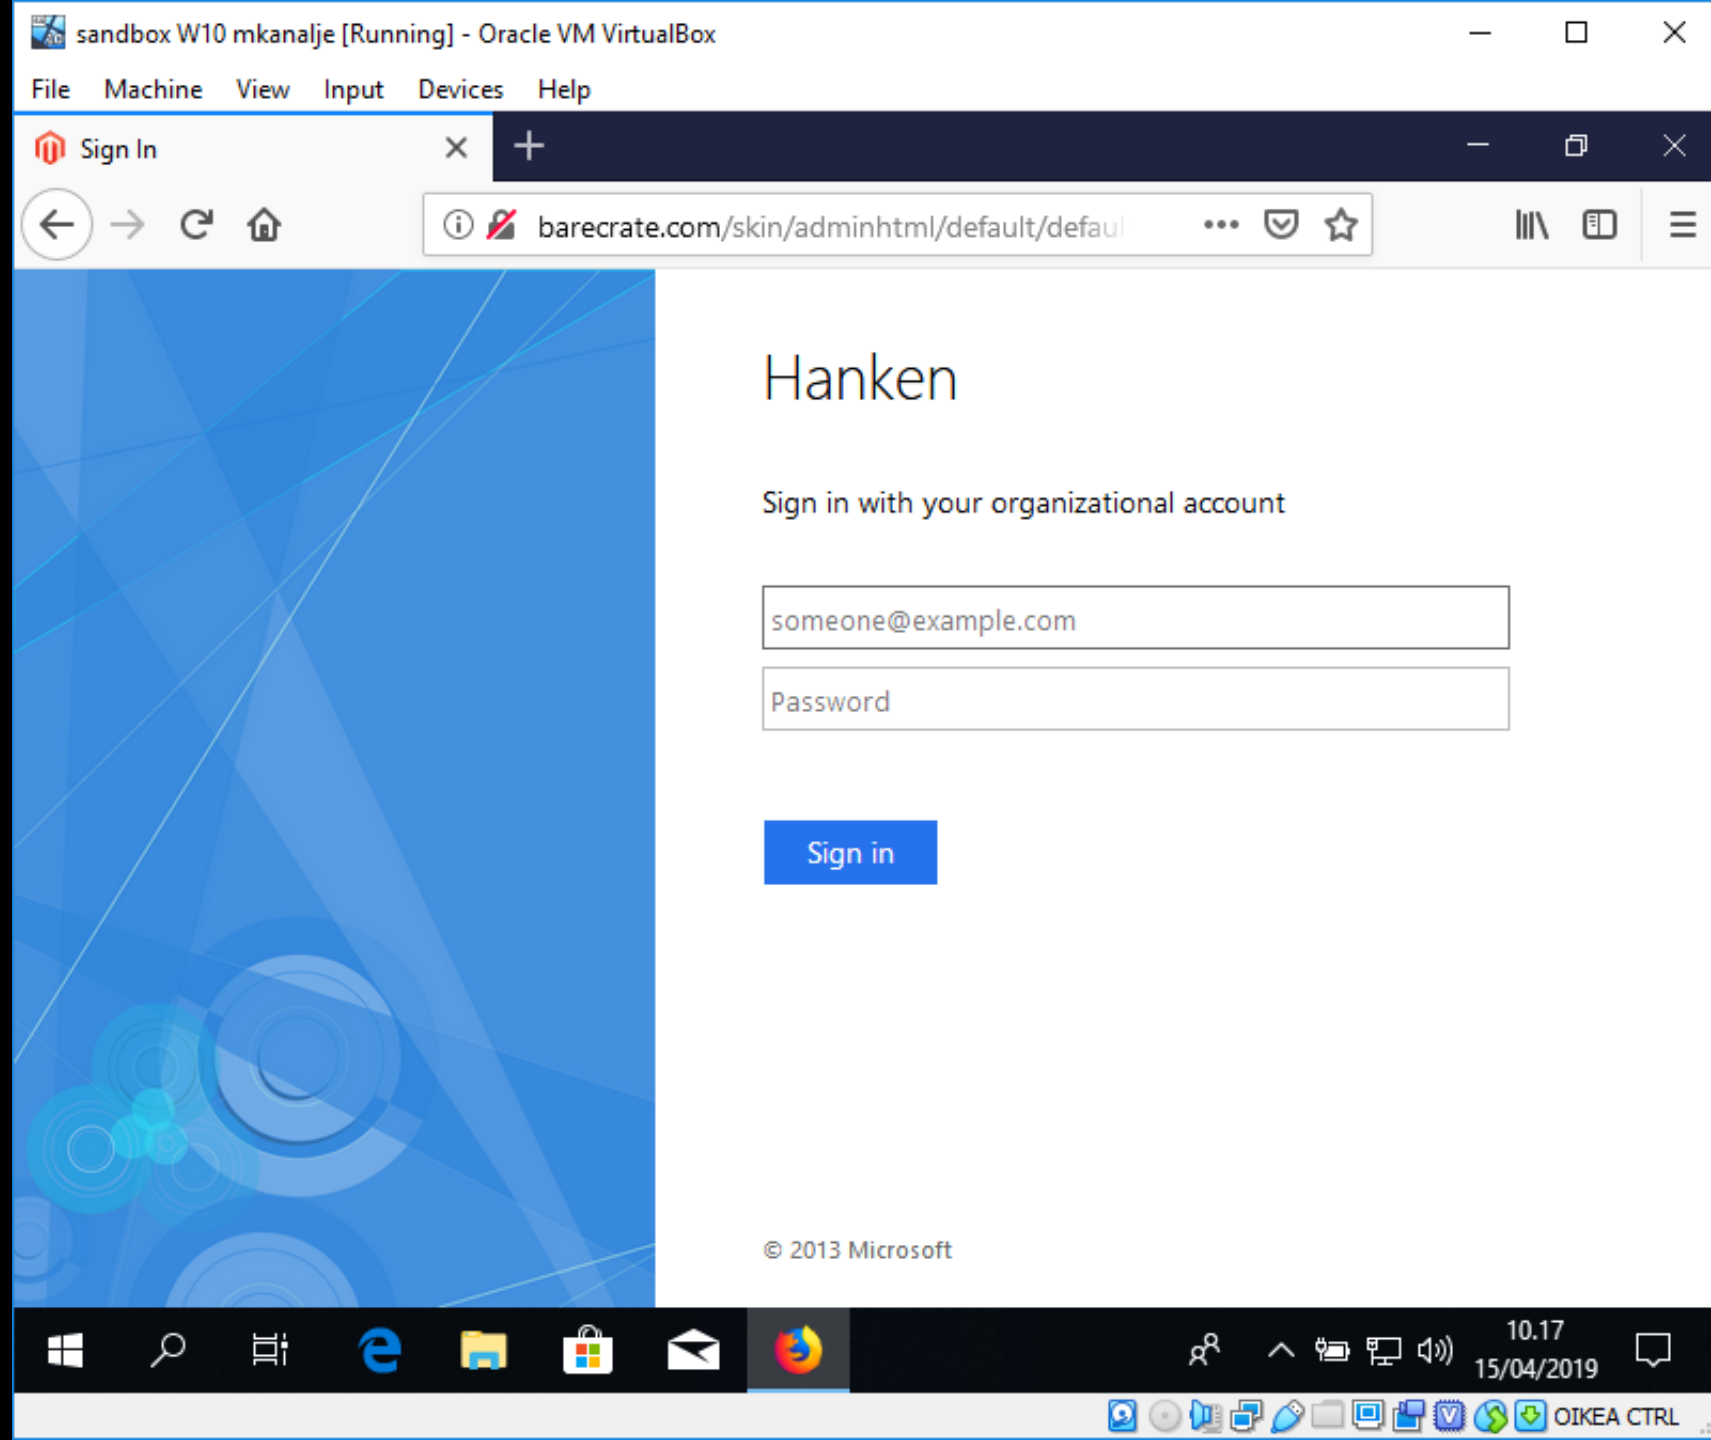 sandbox W10 mkanalje [Running] - Oracle VM VirtualBox
File Machine View Input Devices Help
Sign In
barecrate.com/skin/adminhtml/default/defaul
Hanken
Sign in with your organizational account
someone@example.com
Password
Sign in
© 2013 Microsoft
10.17
15/04/2019
OIKEA CTRL